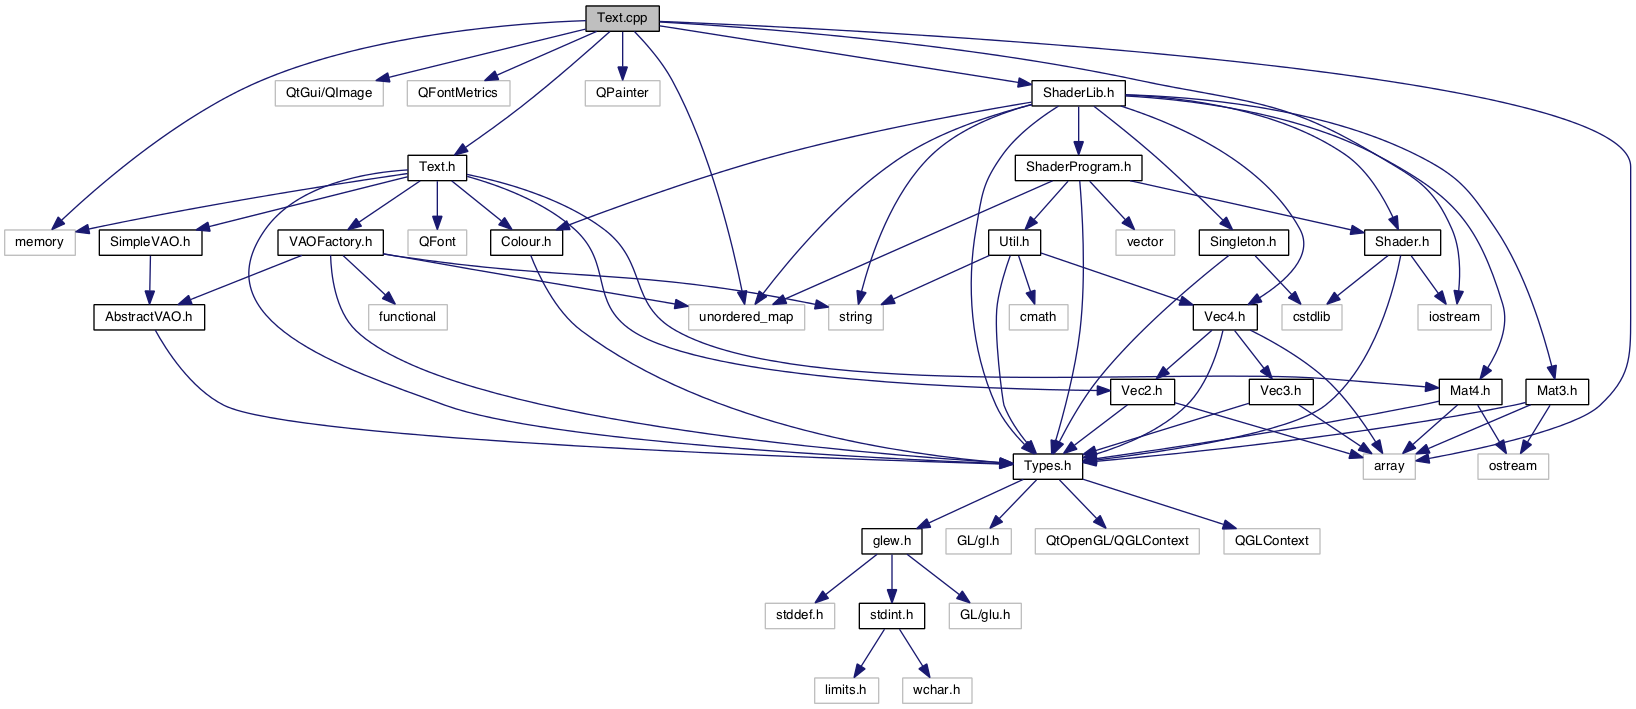 Text.cpp
QtGui/QImage
QFontMetrics
QPainter
ShaderLib.h
Text.h
ShaderProgram.h
memory
SimpleVAO.h
VAOFactory.h
QFont
Colour.h
Util.h
vector
Singleton.h
Shader.h
AbstractVAO.h
functional
unordered_map
string
cmath
Vec4.h
cstdlib
iostream
Vec2.h
Vec3.h
Mat4.h
Mat3.h
Types.h
array
ostream
glew.h
GL/gl.h
QtOpenGL/QGLContext
QGLContext
stddef.h
stdint.h
GL/glu.h
limits.h
wchar.h